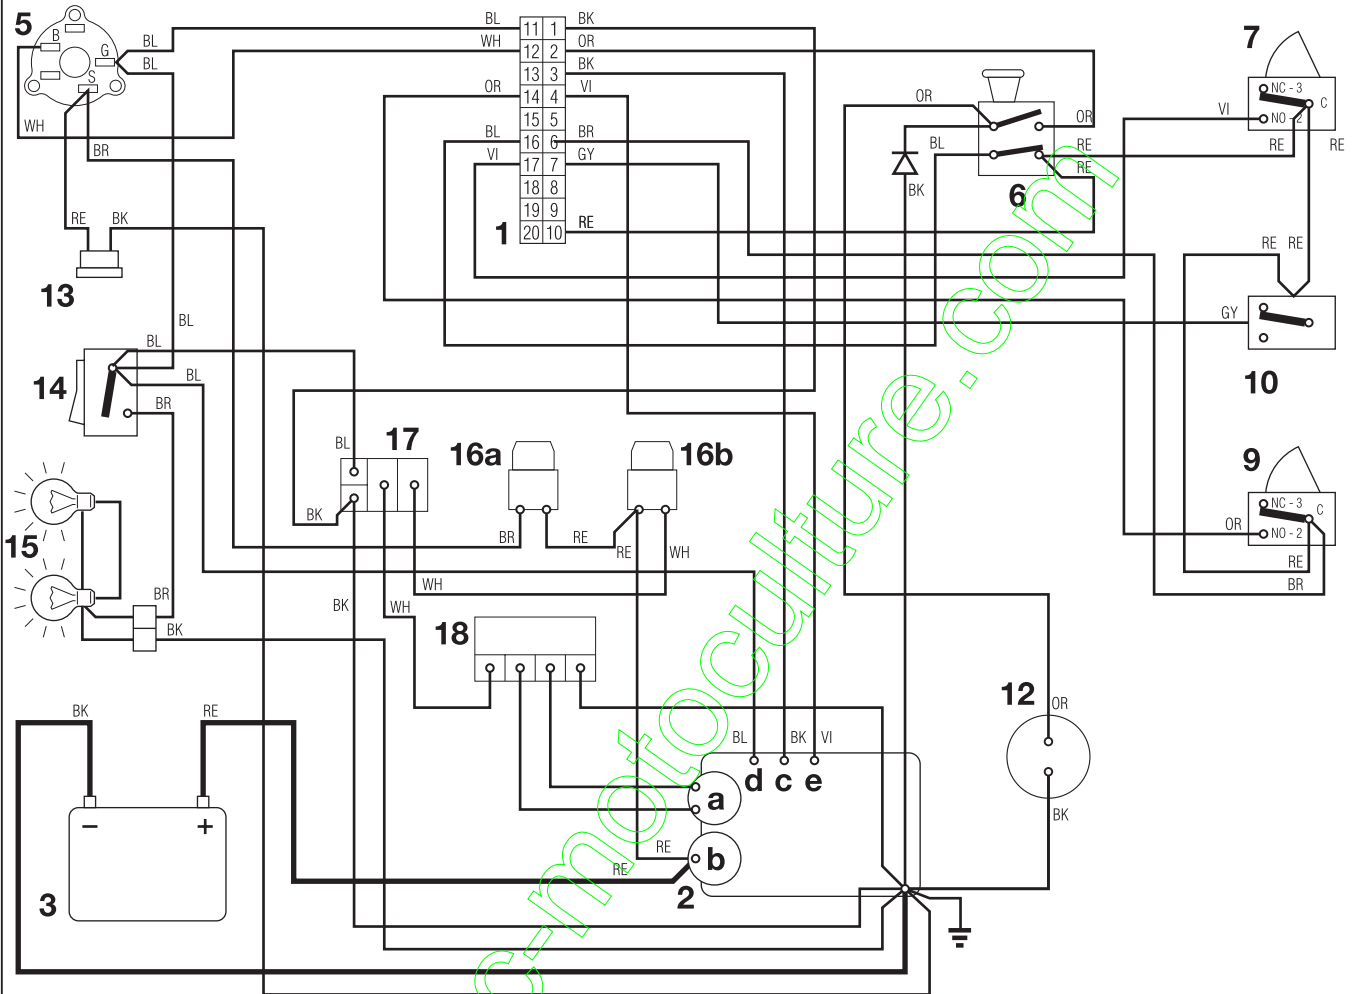 5
B
G
S
BL
BL
WH
BR
BL
WH
OR
BL
VI
11 1
12 2
13 3
14 4
15 5
16 6
17 7
18 8
19 9
20 10
1
BK
OR
BK
VI
BR
GY
RE
OR
OR
BL
BK
RE
RE
6
7
NC - 3
C
NO - 2
VI
RE
RE
RE
RE
GY
10
9
NC - 3
C
NO - 2
OR
RE
BR
RE
BK
13
BL
14
BL
BL
BR
BL
17
BK
16a
BR
RE
16b
RE
WH
15
BR
BK
BK
WH
WH
18
BK
RE
3
− +
BL
BK
VI
d c e
a
b
RE
RE
2
12
OR
BK
c-motoculture.com